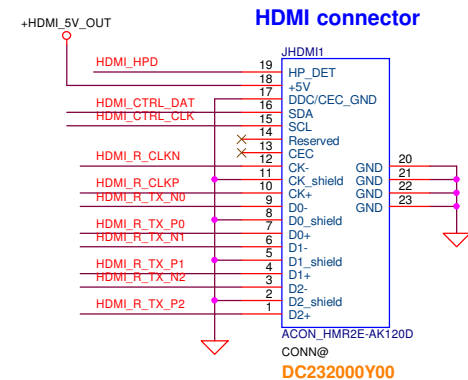 HDMI connector
+HDMI_5V_OUT
JHDMI1
HDMI_HPD 19 HP_DET
18 +5V
17 DDC/CEC_GND
HDMI_CTRL_DAT 16 SDA
HDMI_CTRL_CLK 15 SCL
14 Reserved
13 CEC
HDMI_R_CLKN 12 CK- GND 20
11 CK_shield GND 21
HDMI_R_CLKP 10 CK+ GND 22
HDMI_R_TX_N0 9 D0- GND 23
8 D0_shield
HDMI_R_TX_P0 7 D0+
HDMI_R_TX_N1 6 D1-
5 D1_shield
HDMI_R_TX_P1 4 D1+
HDMI_R_TX_N2 3 D2-
2 D2_shield
HDMI_R_TX_P2 1 D2+
ACON_HMR2E-AK120D
CONN@
DC232000Y00